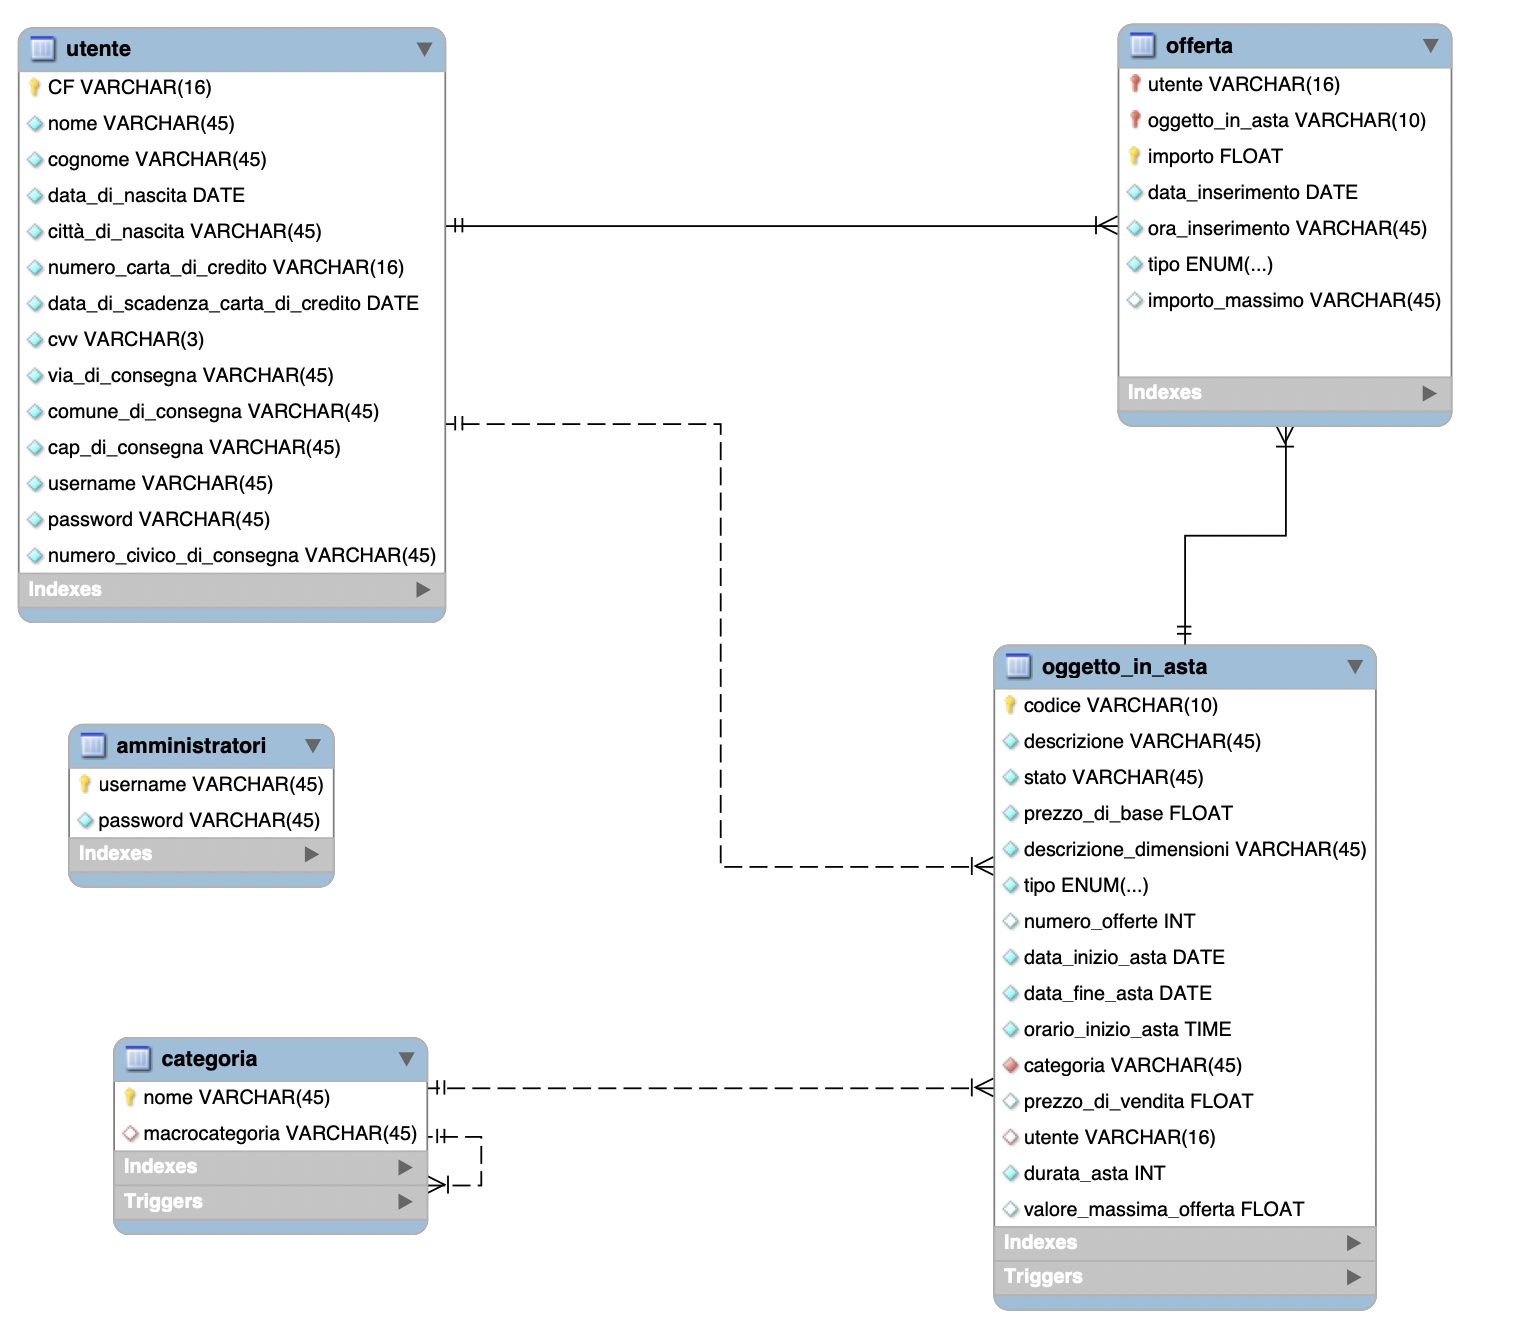 utente
CF VARCHAR(16)
nome VARCHAR(45)
cognome VARCHAR(45)
data_di_nascita DATE
città_di_nascita VARCHAR(45)
numero_carta_di_credito VARCHAR(16)
data_di_scadenza_carta_di_credito DATE
cvv VARCHAR(3)
via_di_consegna VARCHAR(45)
comune_di_consegna VARCHAR(45)
cap_di_consegna VARCHAR(45)
username VARCHAR(45)
password VARCHAR(45)
numero_civico_di_consegna VARCHAR(45)
Indexes
offerta
utente VARCHAR(16)
oggetto_in_asta VARCHAR(10)
importo FLOAT
data_inserimento DATE
ora_inserimento VARCHAR(45)
tipo ENUM(...)
importo_massimo VARCHAR(45)
Indexes
amministratori
username VARCHAR(45)
password VARCHAR(45)
Indexes
oggetto_in_asta
codice VARCHAR(10)
descrizione VARCHAR(45)
stato VARCHAR(45)
prezzo_di_base FLOAT
descrizione_dimensioni VARCHAR(45)
tipo ENUM(...)
numero_offerte INT
data_inizio_asta DATE
data_fine_asta DATE
orario_inizio_asta TIME
categoria VARCHAR(45)
prezzo_di_vendita FLOAT
utente VARCHAR(16)
durata_asta INT
valore_massima_offerta FLOAT
Indexes
Triggers
categoria
nome VARCHAR(45)
macrocategoria VARCHAR(45)
Indexes
Triggers